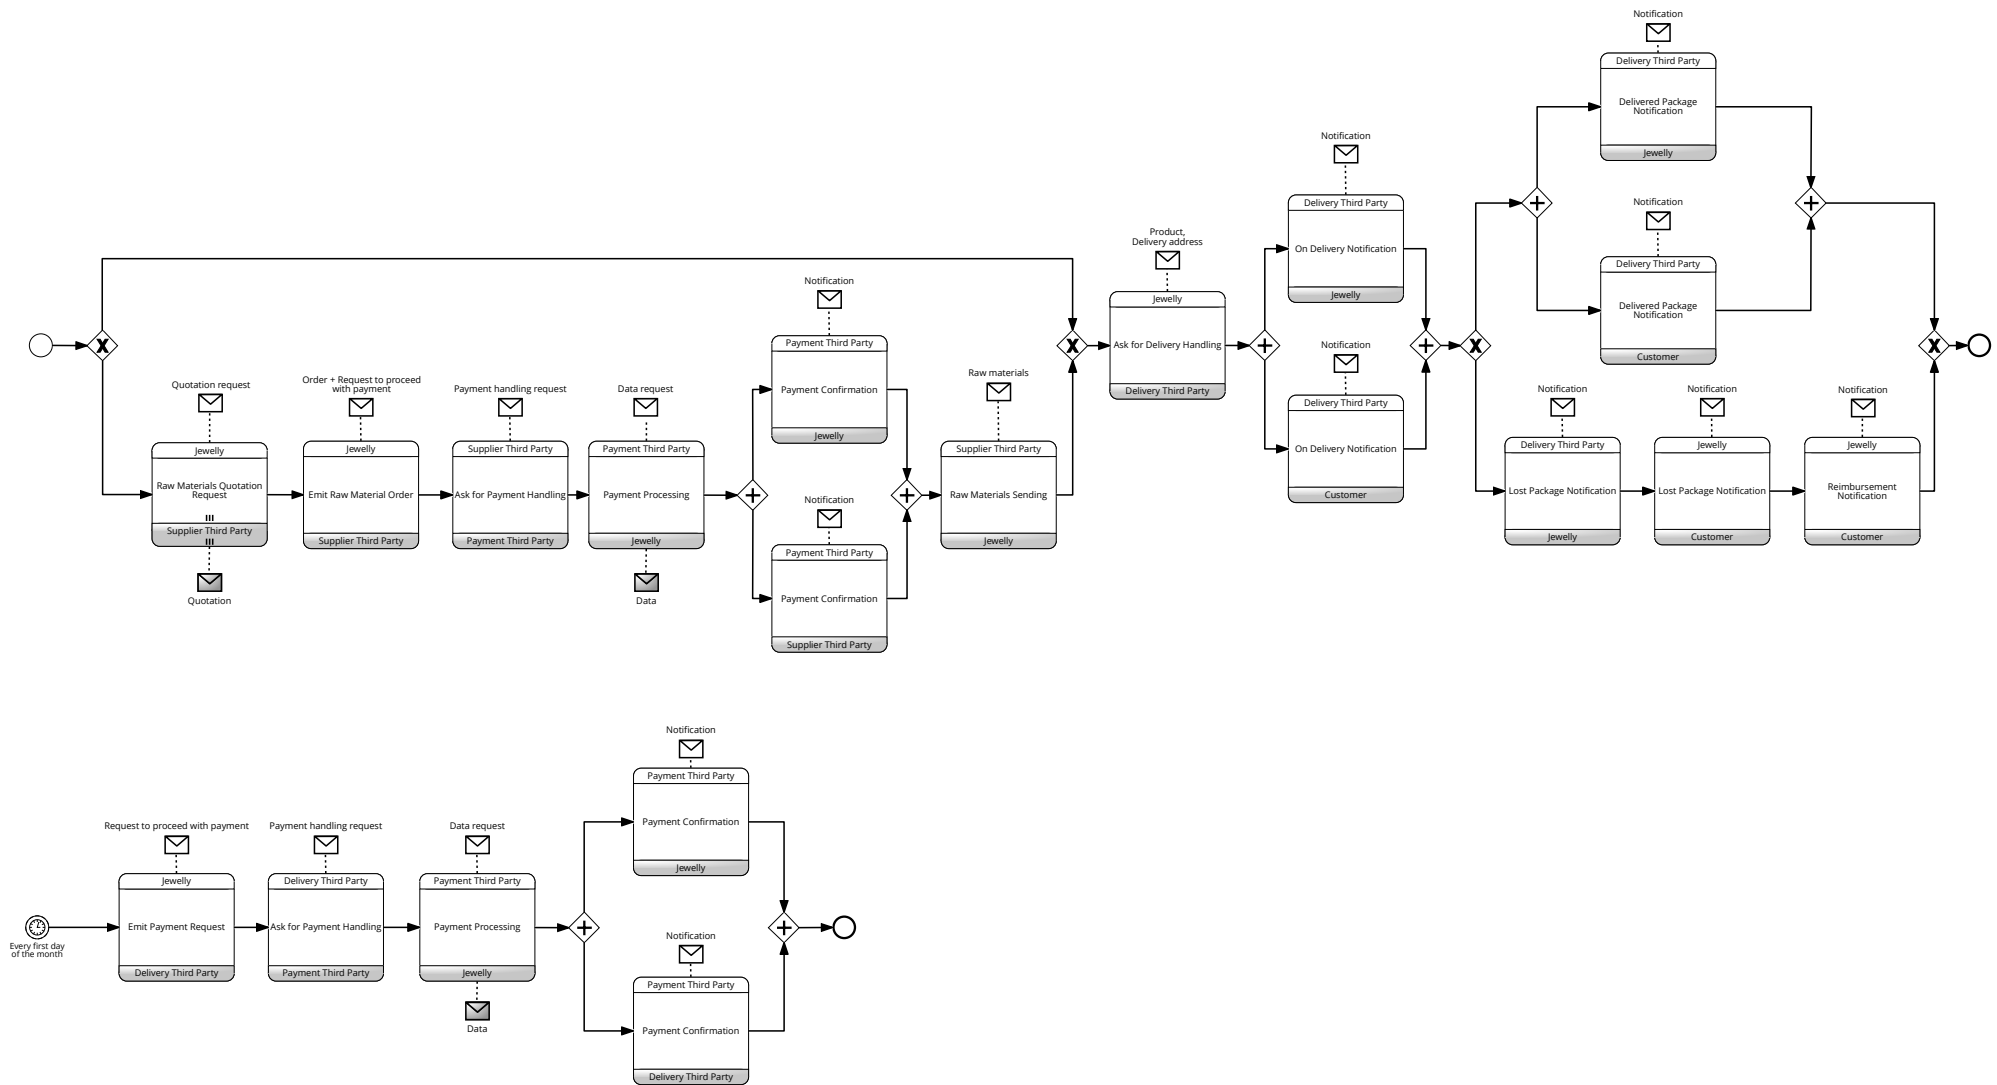 Notification
Delivery Third Party
Delivered Package
Notification
Jewelly
Notification
Delivery Third Party
Delivered Package
Notification
Customer
Notification
Delivery Third Party
On Delivery Notification
Jewelly
Notification
Delivery Third Party
On Delivery Notification
Customer
Product,
Delivery address
Jewelly
Ask for Delivery Handling
Delivery Third Party
Quotation request
Jewelly
Raw Materials Quotation
Request
Supplier Third Party
Quotation
Order + Request to proceed
with payment
Jewelly
Emit Raw Material Order
Supplier Third Party
Payment handling request
Supplier Third Party
Ask for Payment Handling
Payment Third Party
Data request
Payment Third Party
Payment Processing
Jewelly
Data
Notification
Payment Third Party
Payment Confirmation
Jewelly
Notification
Payment Third Party
Payment Confirmation
Supplier Third Party
Raw materials
Supplier Third Party
Raw Materials Sending
Jewelly
Notification
Delivery Third Party
Lost Package Notification
Jewelly
Notification
Jewelly
Lost Package Notification
Customer
Notification
Jewelly
Reimbursement
Notification
Customer
Every first day
of the month
Request to proceed with payment
Jewelly
Emit Payment Request
Delivery Third Party
Payment handling request
Delivery Third Party
Ask for Payment Handling
Payment Third Party
Data request
Payment Third Party
Payment Processing
Jewelly
Data
Notification
Payment Third Party
Payment Confirmation
Jewelly
Notification
Payment Third Party
Payment Confirmation
Delivery Third Party